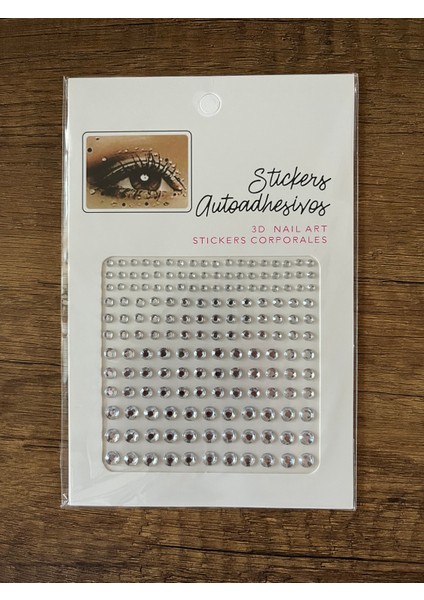 Stickers
Autoadhesivos
3D NAIL ART
STICKERS CORPORALES